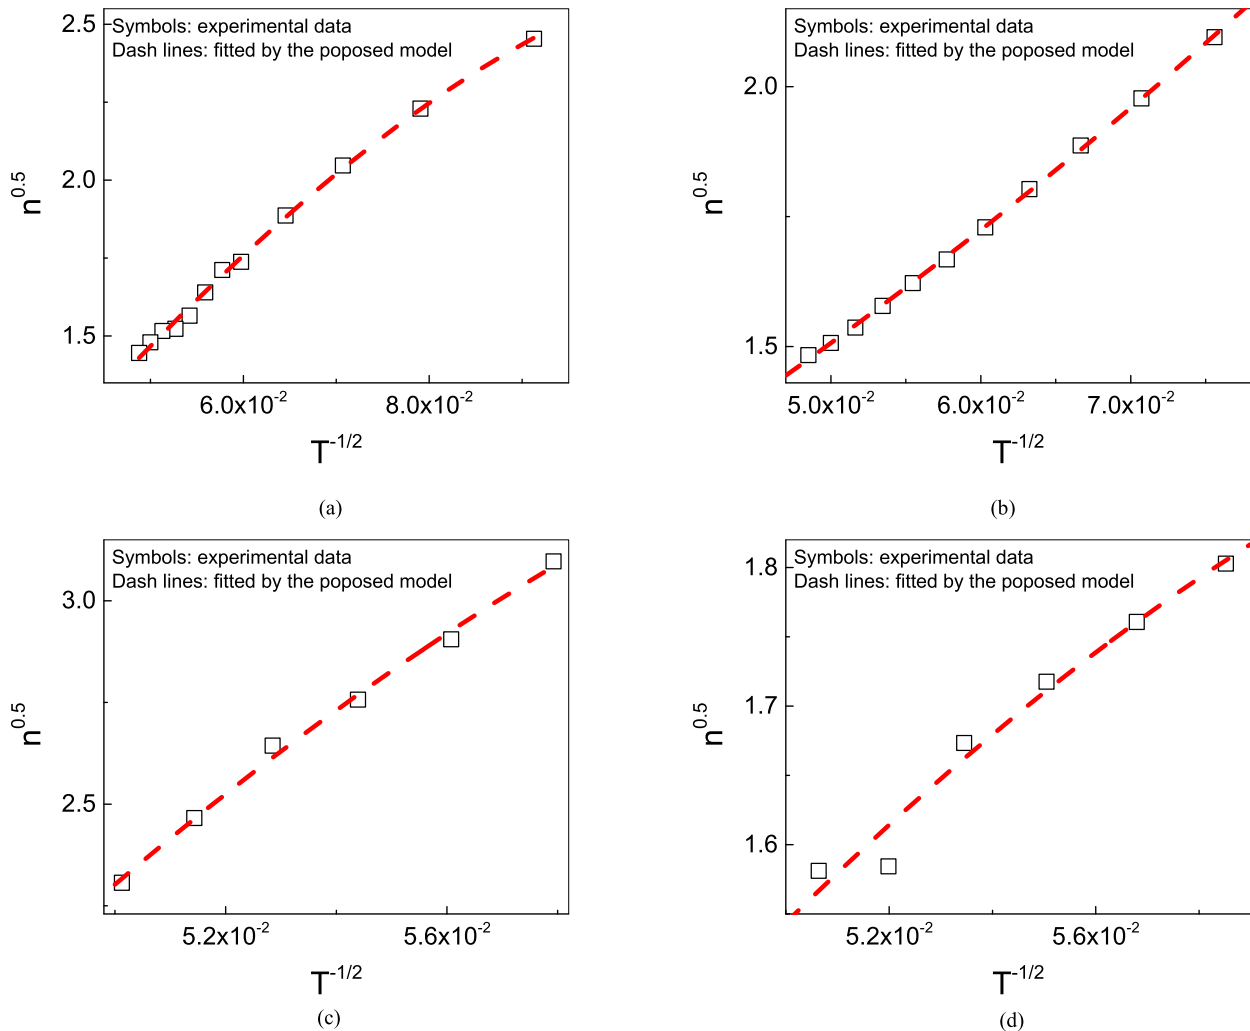 Symbols: experimental data
Dash lines: fitted by the poposed model
2.5
2.0
1.5
n^0.5
6.0x10^-2
8.0x10^-2
T^-1/2
(a)
Symbols: experimental data
Dash lines: fitted by the poposed model
2.0
1.5
n^0.5
5.0x10^-2
6.0x10^-2
7.0x10^-2
T^-1/2
(b)
Symbols: experimental data
Dash lines: fitted by the poposed model
3.0
2.5
n^0.5
5.2x10^-2
5.6x10^-2
T^-1/2
(c)
Symbols: experimental data
Dash lines: fitted by the poposed model
1.8
1.7
1.6
n^0.5
5.2x10^-2
5.6x10^-2
T^-1/2
(d)